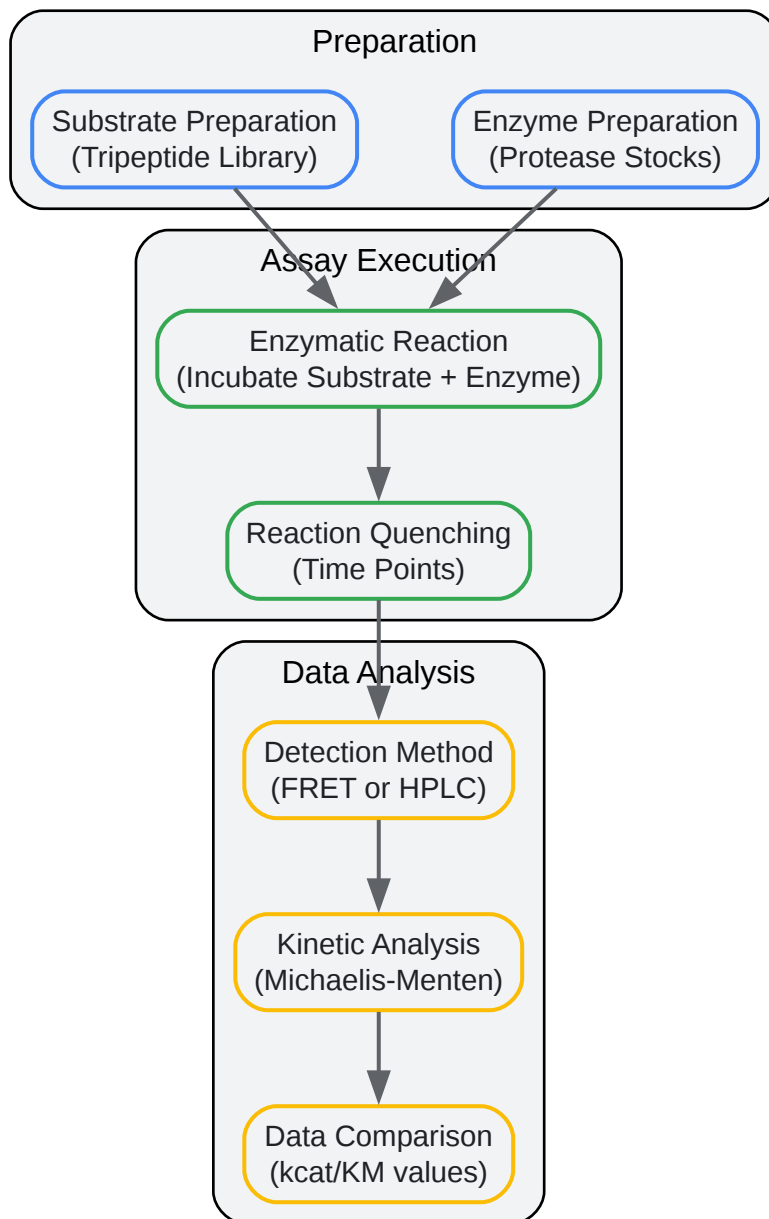 Preparation
Substrate Preparation
(Tripeptide Library)
Enzyme Preparation
(Protease Stocks)
Assay Execution
Enzymatic Reaction
(Incubate Substrate + Enzyme)
Reaction Quenching
(Time Points)
Data Analysis
Detection Method
(FRET or HPLC)
Kinetic Analysis
(Michaelis-Menten)
Data Comparison
(kcat/KM values)